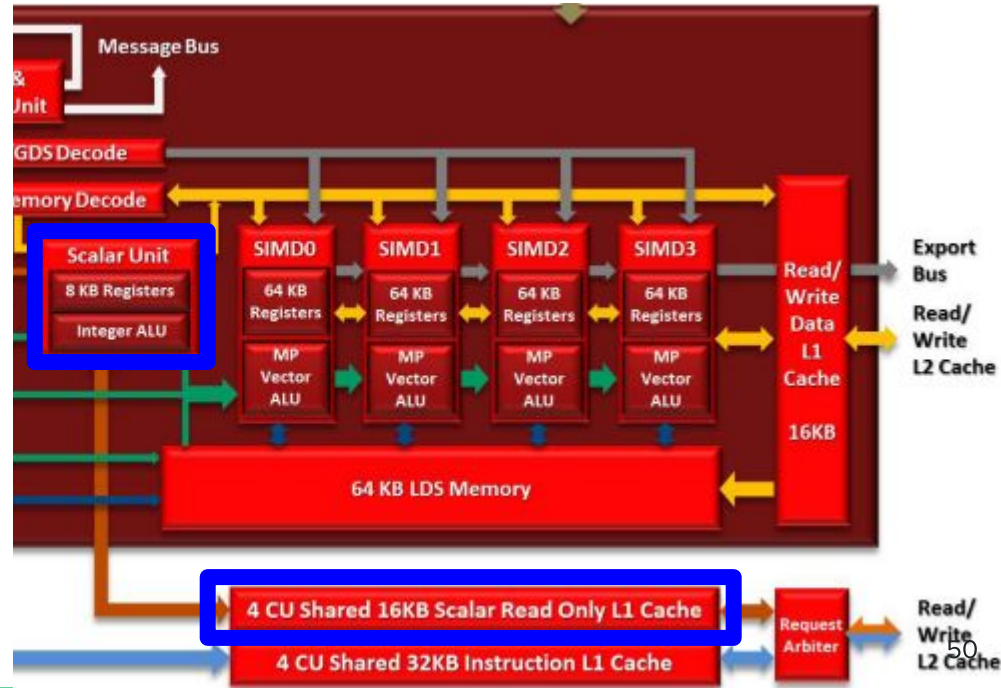 Message Bus
&
Unit
GDS Decode
emory Decode
Scalar Unit
8 KB Registers
Integer ALU
SIMD0
64 KB
Registers
MP
Vector
ALU
SIMD1
64 KB
Registers
MP
Vector
ALU
SIMD2
64 KB
Registers
MP
Vector
ALU
SIMD3
64 KB
Registers
MP
Vector
ALU
Read/
Write
Data
L1
Cache
16KB
Export
Bus
Read/
Write
L2 Cache
64 KB LDS Memory
4 CU Shared 16KB Scalar Read Only L1 Cache
4 CU Shared 32KB Instruction L1 Cache
Request
Arbiter
Read/
Write
L2 Cache
50